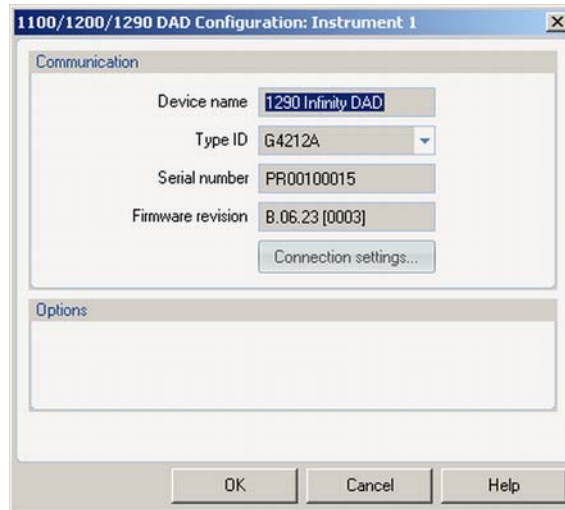 1100/1200/1290 DAD Configuration: Instrument 1
Communication
Device name 1290 Infinity DAD
Type ID G4212A
Serial number PR00100015
Firmware revision B.06.23 [0003]
Connection settings...
Options
OK Cancel Help